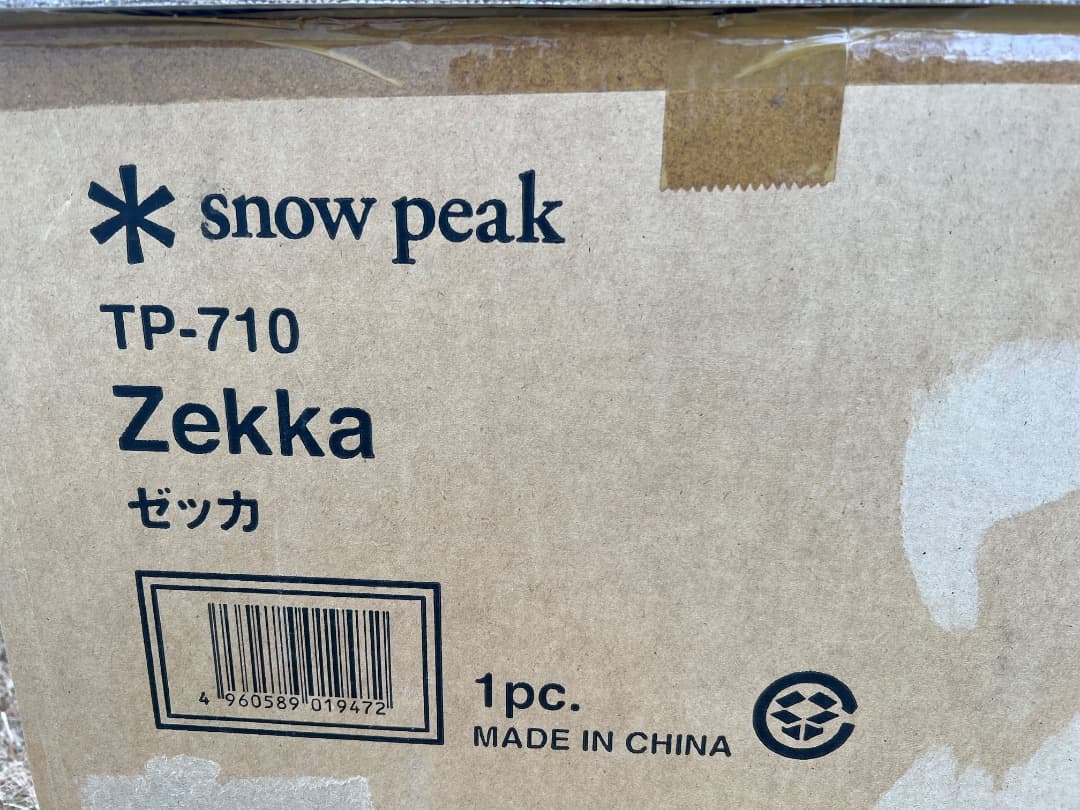 snow peak
TP-710
Zekka
ゼッカ
4 960589 019472
1pc.
MADE IN CHINA